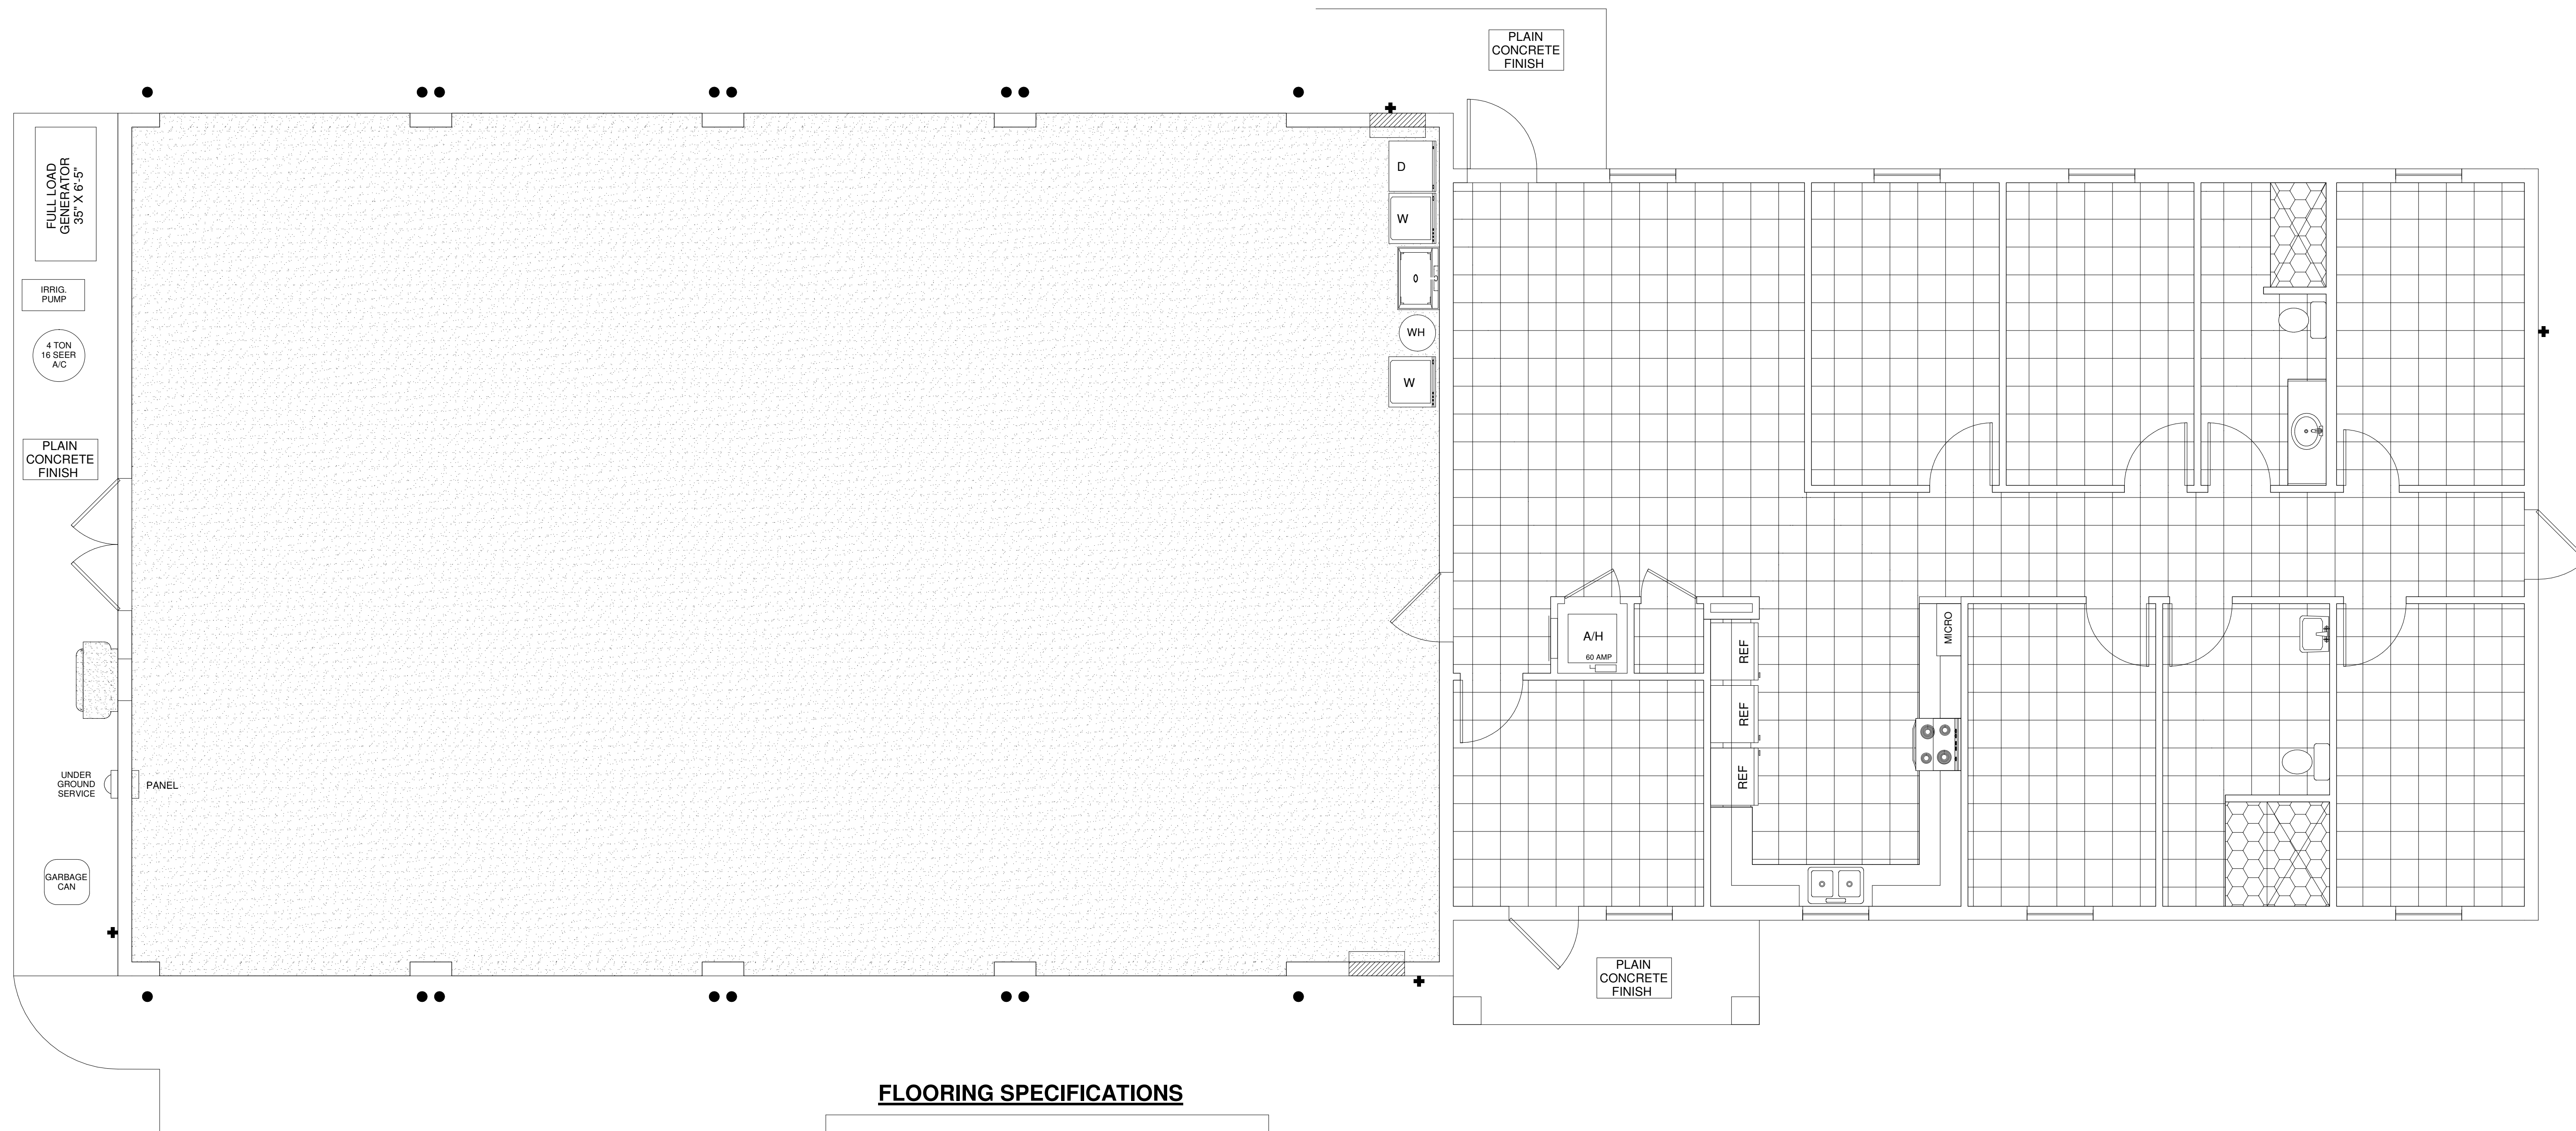 PLAIN
CONCRETE
FINISH
FULL LOAD
GENERATOR
35" X 6'-5"
D
W
IRRIG.
PUMP
WH
4 TON
16 SEER
A/C
W
PLAIN
CONCRETE
FINISH
A/H
60 AMP
REF
MICRO
REF
REF
UNDER
GROUND
SERVICE
PANEL
GARBAGE
CAN
PLAIN
CONCRETE
FINISH
FLOORING SPECIFICATIONS